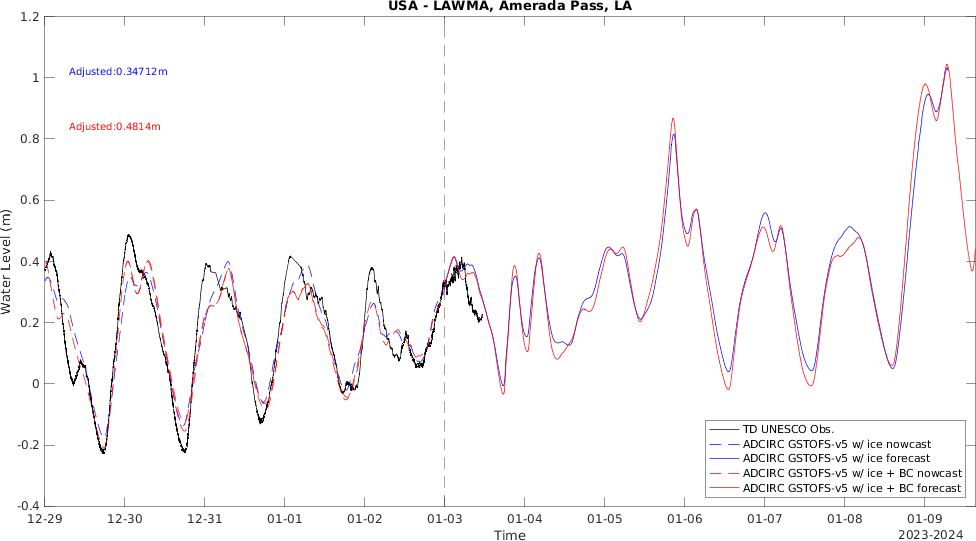 USA - LAWMA, Amerada Pass, LA
1.2
1
0.8
0.6
0.4
0.2
0
-0.2
-0.4
Water Level (m)
Adjusted:0.34712m
Adjusted:0.4814m
TD UNESCO Obs.
ADCIRC GSTOFS-v5 w/ ice nowcast
ADCIRC GSTOFS-v5 w/ ice forecast
ADCIRC GSTOFS-v5 w/ ice + BC nowcast
ADCIRC GSTOFS-v5 w/ ice + BC forecast
12-29 12-30 12-31 01-01 01-02 01-03 01-04 01-05 01-06 01-07 01-08 01-09
Time
2023-2024